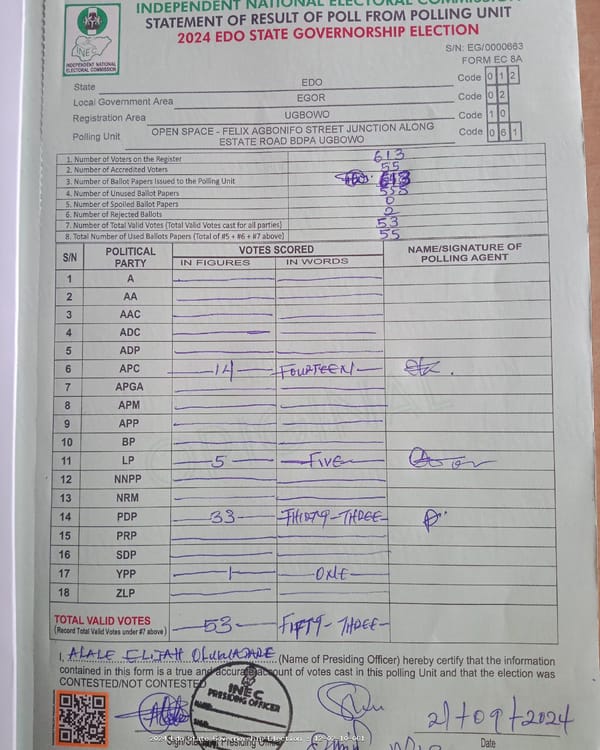 INDEPENDENT NATIONAL ELECTORAL COMMISSION
STATEMENT OF RESULT OF POLL FROM POLLING UNIT
2024 EDO STATE GOVERNORSHIP ELECTION
INEC
INDEPENDENT NATIONAL
ELECTORAL COMMISSION
S/N: EG/0000663
FORM EC 8A
State EDO Code 0 1 2
Local Government Area EGOR Code 0 2
Registration Area UGBOWO Code 1 0
Polling Unit OPEN SPACE - FELIX AGBONIFO STREET JUNCTION ALONG ESTATE ROAD BDPA UGBOWO Code 0 6 1
1. Number of Voters on the Register 613
2. Number of Accredited Voters 55
3. Number of Ballot Papers Issued to the Polling Unit 613
4. Number of Unused Ballot Papers 558
5. Number of Spoiled Ballot Papers 0
6. Number of Rejected Ballots 2
7. Number of Total Valid Votes (Total Valid Votes cast for all parties) 53
8. Total Number of Used Ballots Papers (Total of #5 + #6 + #7 above) 55
S/N POLITICAL PARTY VOTES SCORED NAME/SIGNATURE OF POLLING AGENT
IN FIGURES IN WORDS
1 A
2 AA
3 AAC
4 ADC
5 ADP
6 APC 14 FOURTEEN
7 APGA
8 APM
9 APP
10 BP
11 LP 5 FIVE
12 NNPP
13 NRM
14 PDP 33 THIRTY-THREE
15 PRP
16 SDP
17 YPP 1 ONE
18 ZLP
TOTAL VALID VOTES 53 FIFTY-THREE
(Record Total Valid Votes under #7 above)
I, ALALE ELIJAH (Name of Presiding Officer) hereby certify that the information
contained in this form is a true and accurate account of votes cast in this polling Unit and that the election was
CONTESTED/NOT CONTESTED
INEC
PRESIDING OFFICER
NAME
21/09/2024
Presiding Date
2024 Edo State Governorship Election - 12-02-10-061